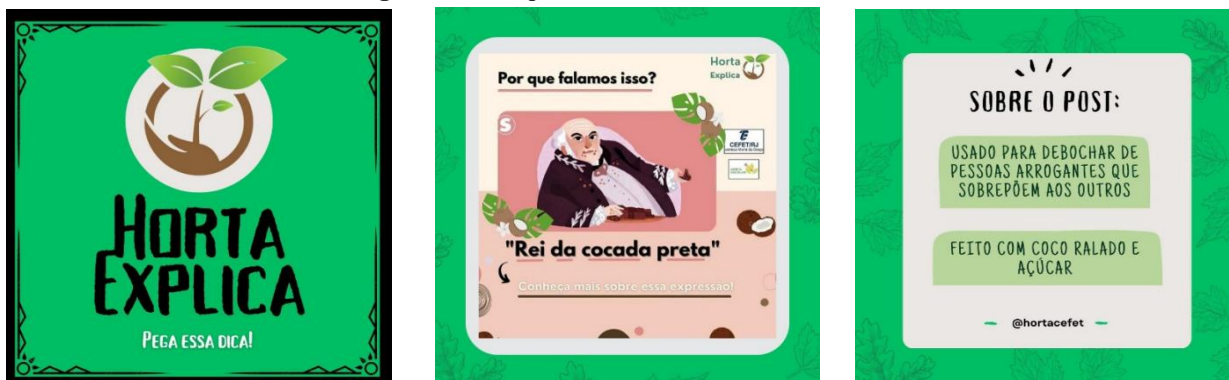 HORTA
EXPLICA
PEGA ESSA DICA!
Por que falamos isso?
Horta
Explica
S
CEFET/RJ
"Rei da cocada preta"
Conheça mais sobre essa expressão!
SOBRE O POST:
USADO PARA DEBOCHAR DE
PESSOAS ARROGANTES QUE
SOBREPÕEM AOS OUTROS
FEITO COM COCO RALADO E
AÇÚCAR
@hortacefet